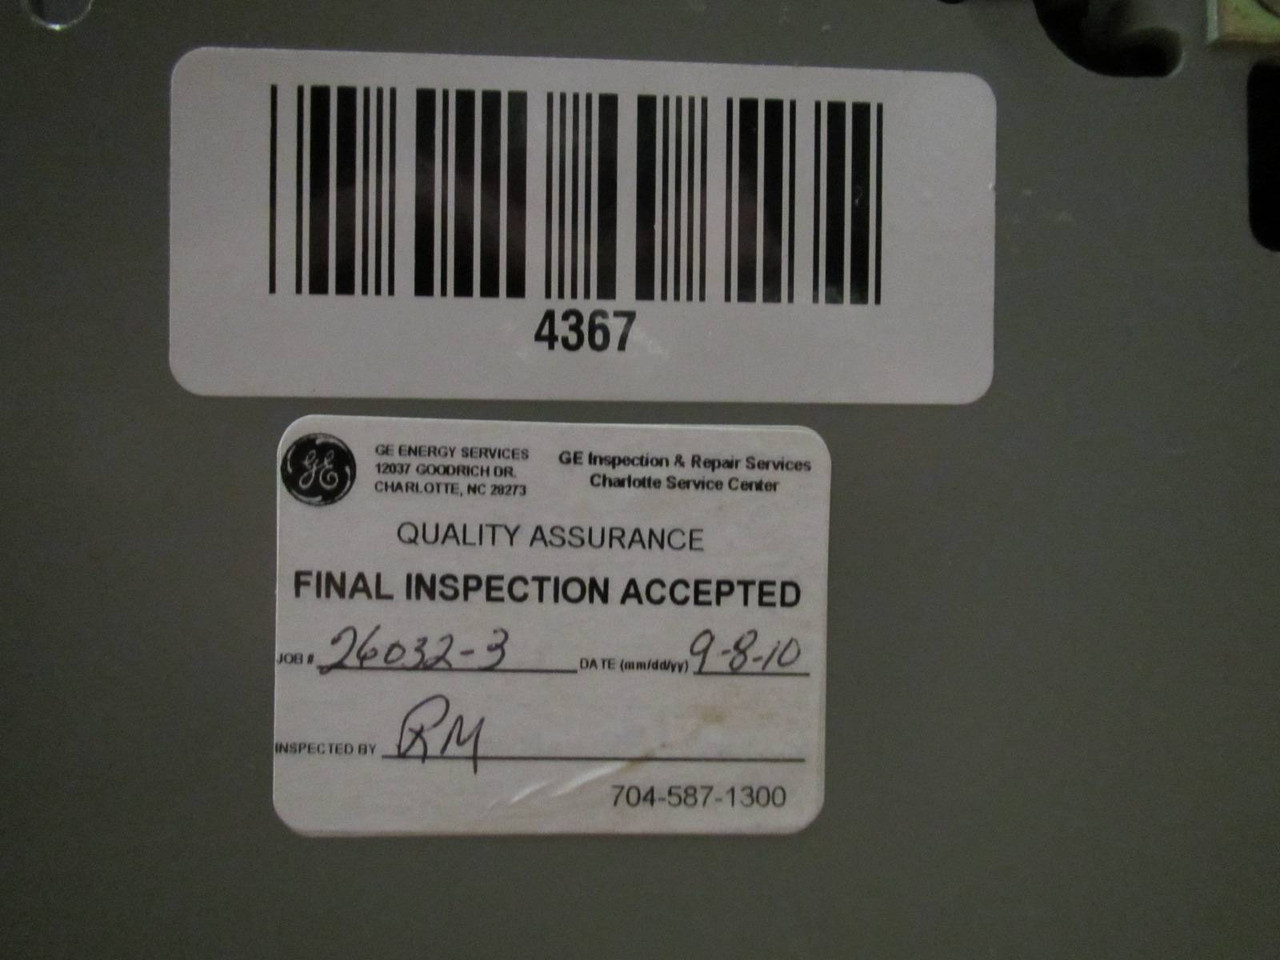 4367
GE
GE ENERGY SERVICES
12037 GOODRICH DR.
CHARLOTTE, NC 28273
GE Inspection & Repair Services
Charlotte Service Center
QUALITY ASSURANCE
FINAL INSPECTION ACCEPTED
JOB # 26032-3 DATE (mm/dd/yy) 9-8-10
INSPECTED BY RM
704-587-1300